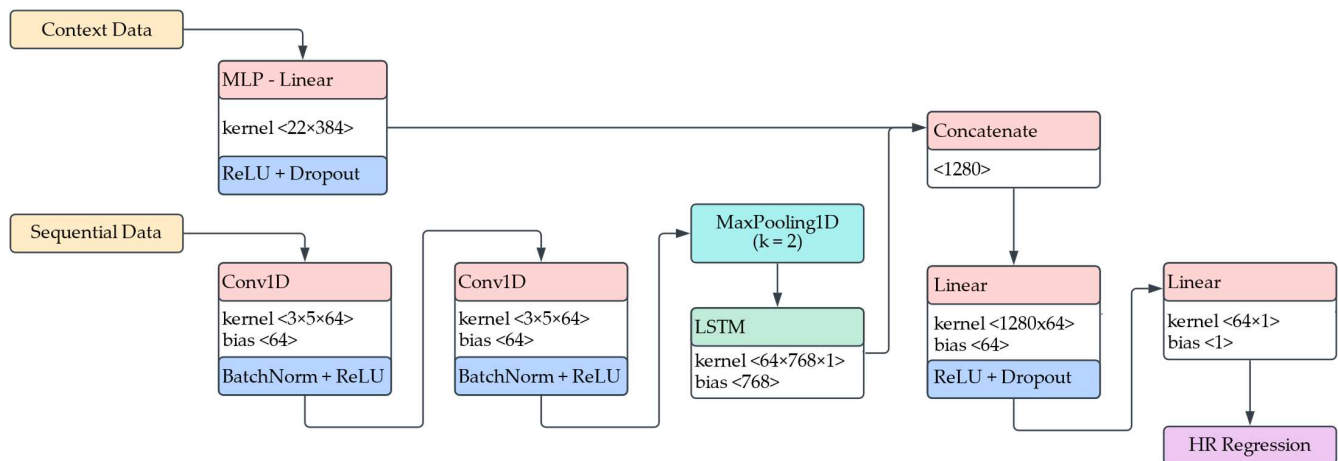 Context Data
MLP - Linear
kernel <22×384>
ReLU + Dropout
Sequential Data
Conv1D
kernel <3×5×64>
bias <64>
BatchNorm + ReLU
Conv1D
kernel <3×5×64>
bias <64>
BatchNorm + ReLU
MaxPooling1D
(k = 2)
LSTM
kernel <64×768×1>
bias <768>
Concatenate
<1280>
Linear
kernel <1280x64>
bias <64>
ReLU + Dropout
Linear
kernel <64×1>
bias <1>
HR Regression